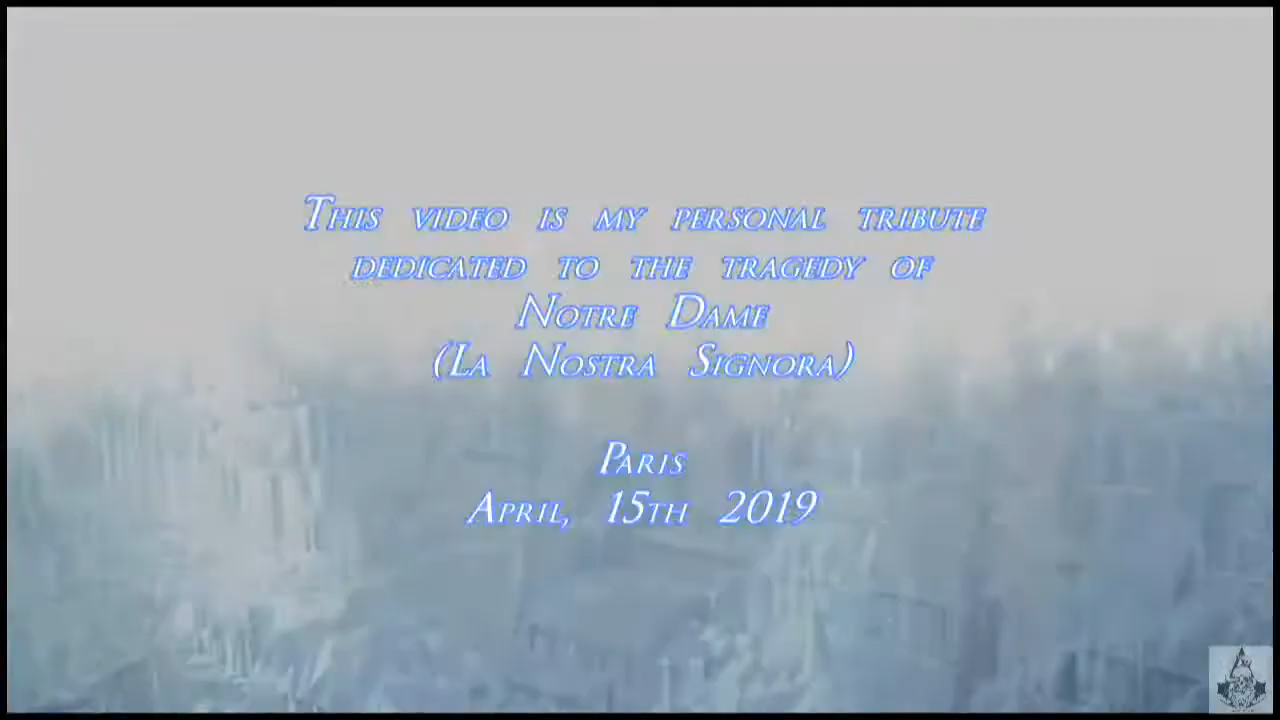 This video is my personal tribute
dedicated to the tragedy of
Notre Dame
(La Nostra Signora)
Paris
April, 15th 2019